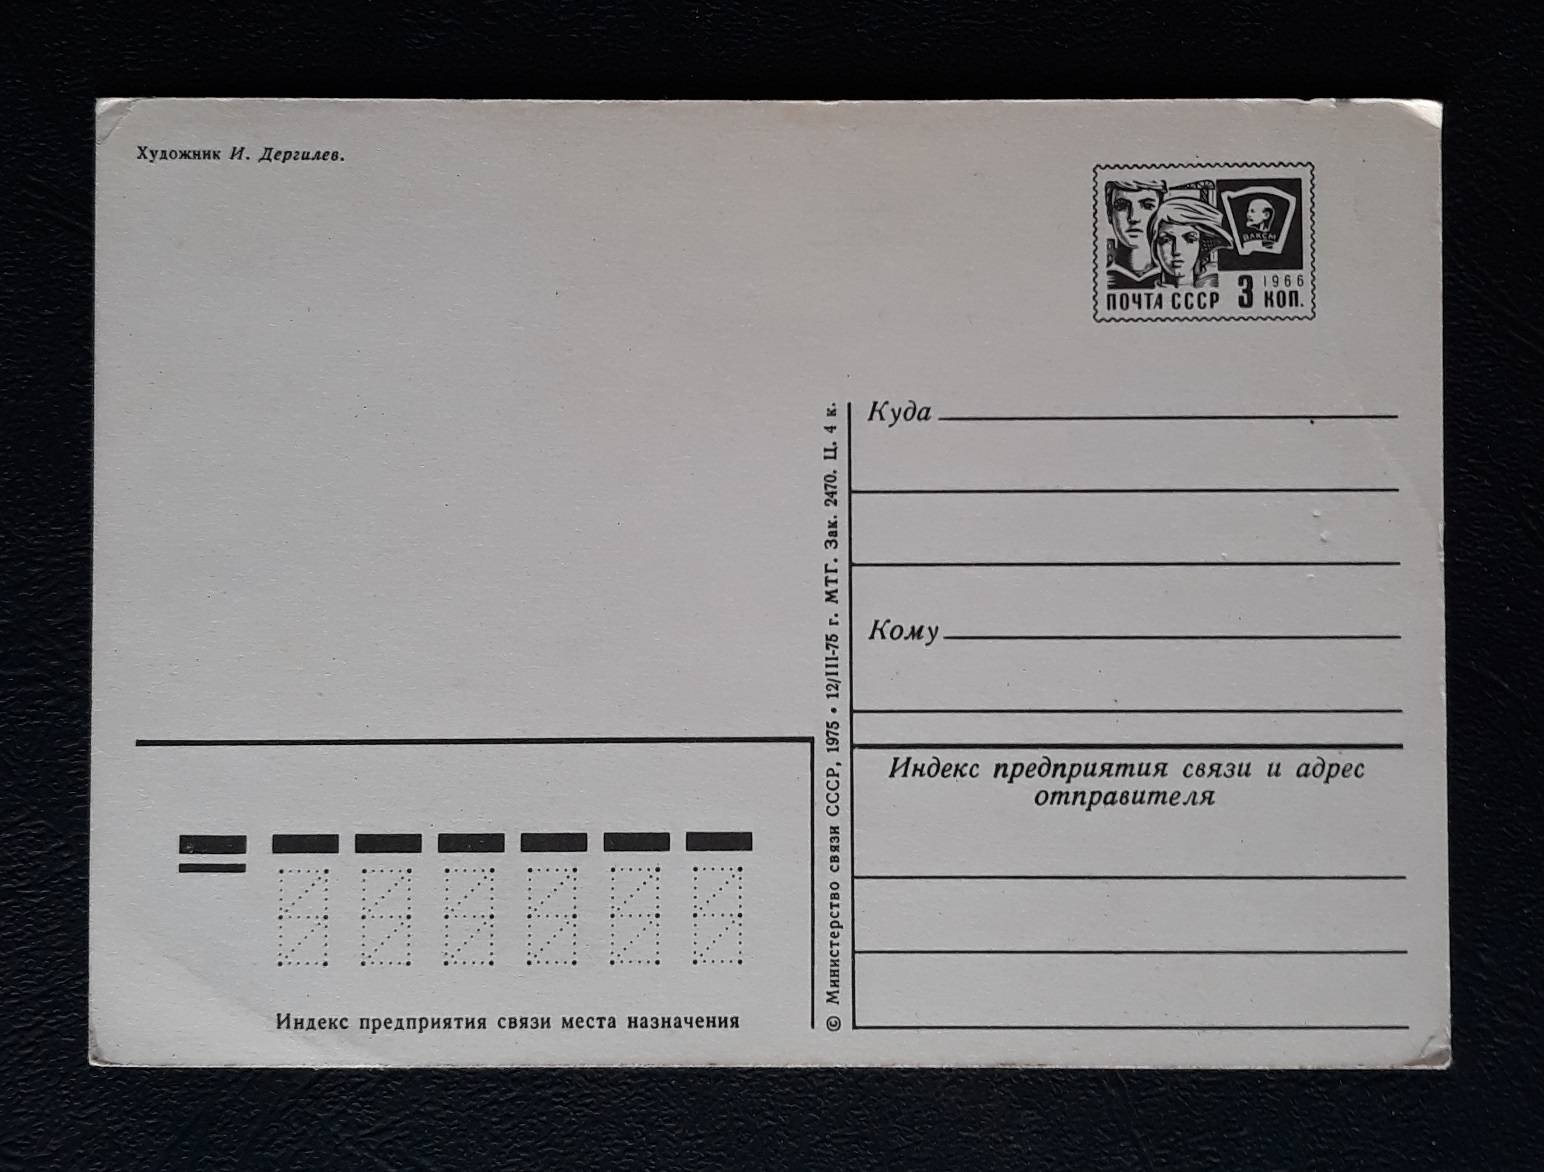 Художник И. Дергилев.
ВЛКСМ
1966
ПОЧТА СССР 3 КОП.
Куда
Кому
Индекс предприятия связи и адрес
отправителя
© Министерство связи СССР, 1975 • 12/III-75 г. МТГ. Зак. 2470. Ц. 4 к.
Индекс предприятия связи места назначения